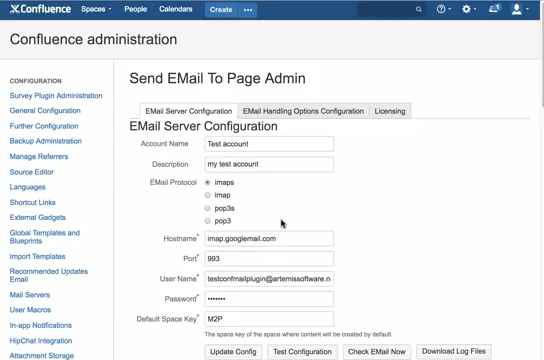 Confluence Spaces People Calendars Create •••
Confluence administration
CONFIGURATION
Survey Plugin Administration
General Configuration
Further Configuration
Backup Administration
Manage Referrers
Source Editor
Languages
Shortcut Links
External Gadgets
Global Templates and
Blueprints
Import Templates
Recommended Updates
Email
Mail Servers
User Macros
In-app Notifications
HipChat Integration
Attachment Storage
Send EMail To Page Admin
EMail Server Configuration EMail Handling Options Configuration Licensing
EMail Server Configuration
Account Name Test account
Description my test account
EMail Protocol imaps
imap
pop3s
pop3
Hostname* imap.googlemail.com
Port* 993
User Name* testconfmailplugin@artemissoftware.n
Password* •••••••
Default Space Key* M2P
The space key of the space where content will be created by default.
Update Config Test Configuration Check EMail Now Download Log Files